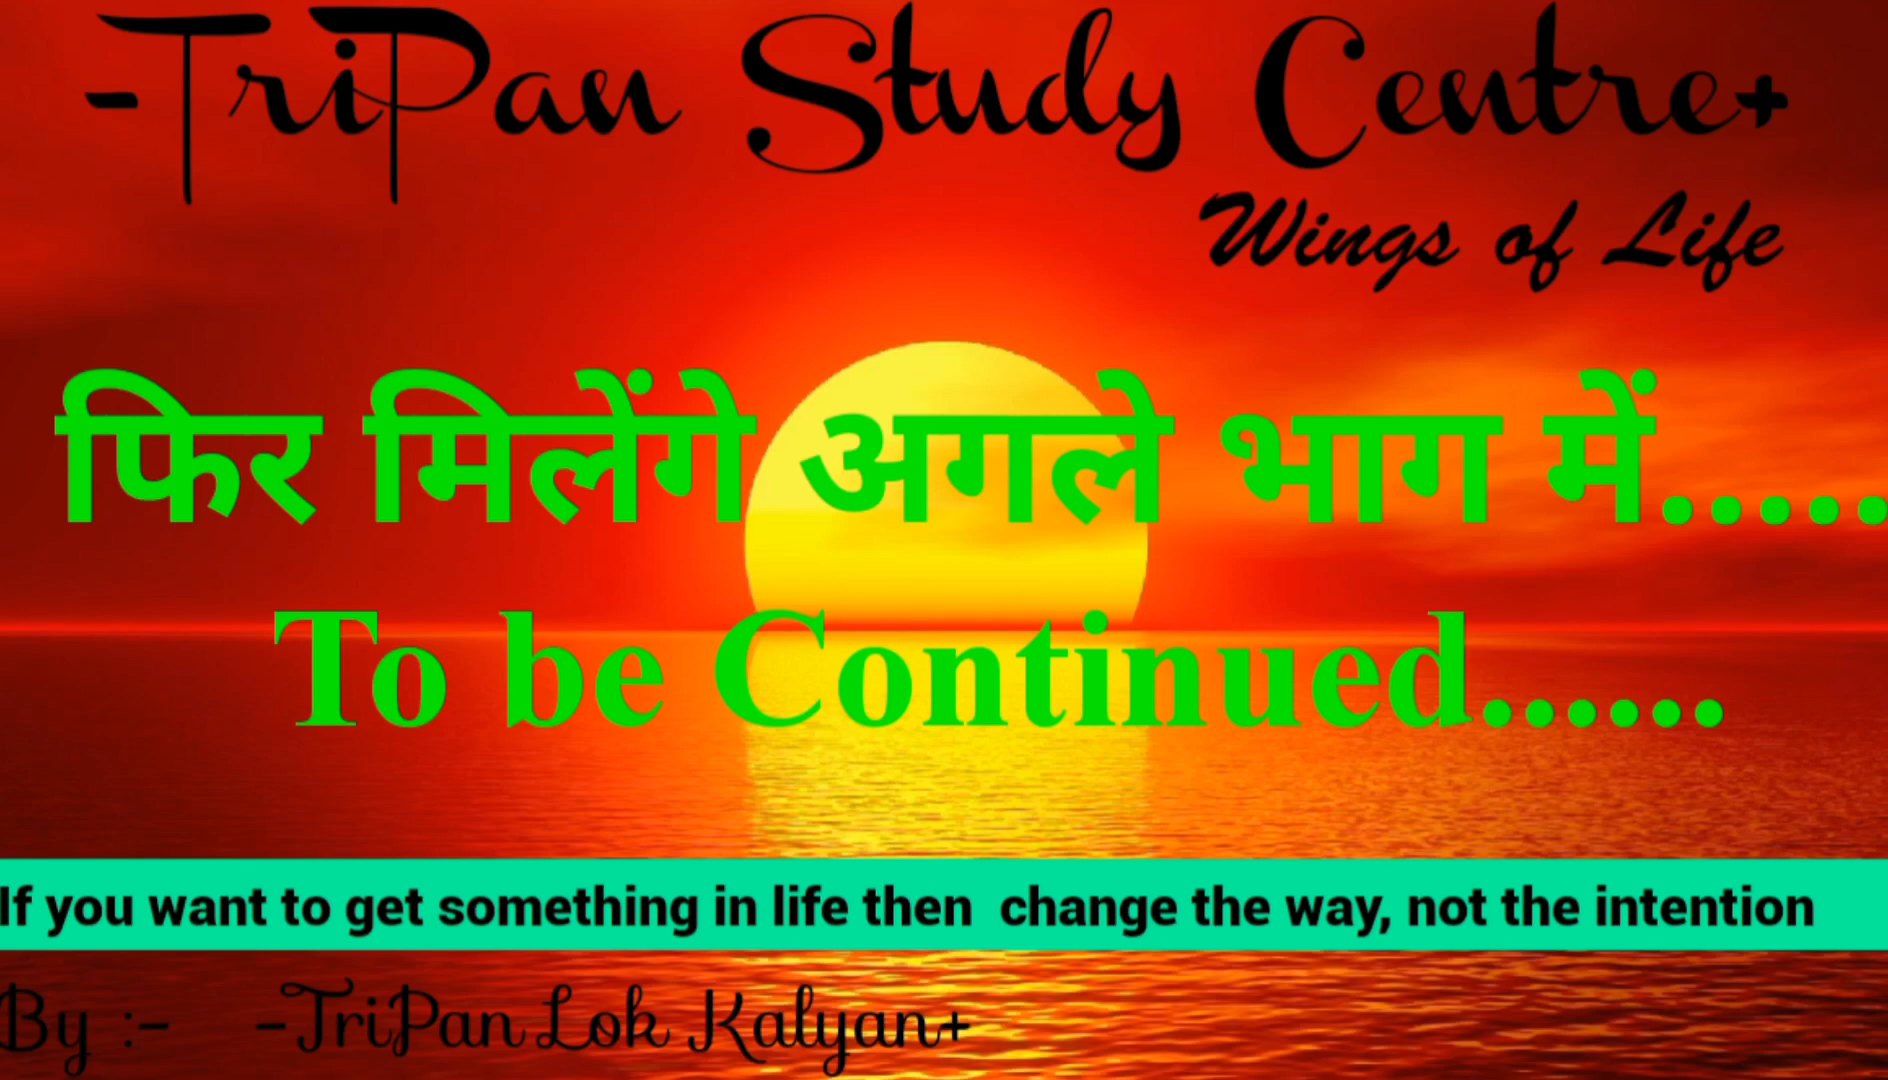 -TriPan Study Centre+
Wings of Life
फिर मिलेंगे अगले भाग में.....
To be Continued......
If you want to get something in life then  change the way, not the intention
By :-    -TriPan Lok Kalyan+